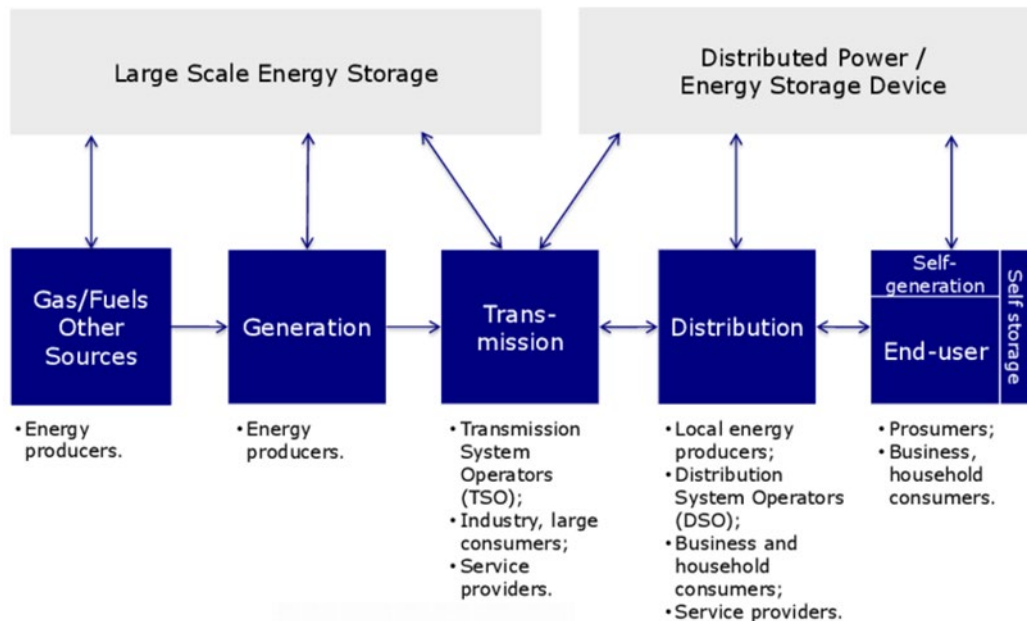 Large Scale Energy Storage
Distributed Power /
Energy Storage Device
Gas/Fuels
Other
Sources
Generation
Trans-
mission
Distribution
Self-
generation
End-user
Self storage
• Energy
producers.
• Energy
producers.
• Transmission
System
Operators
(TSO);
• Industry, large
consumers;
• Service
providers.
• Local energy
producers;
• Distribution
System Operators
(DSO);
• Business and
household
consumers;
• Service providers.
• Prosumers;
• Business,
household
consumers.